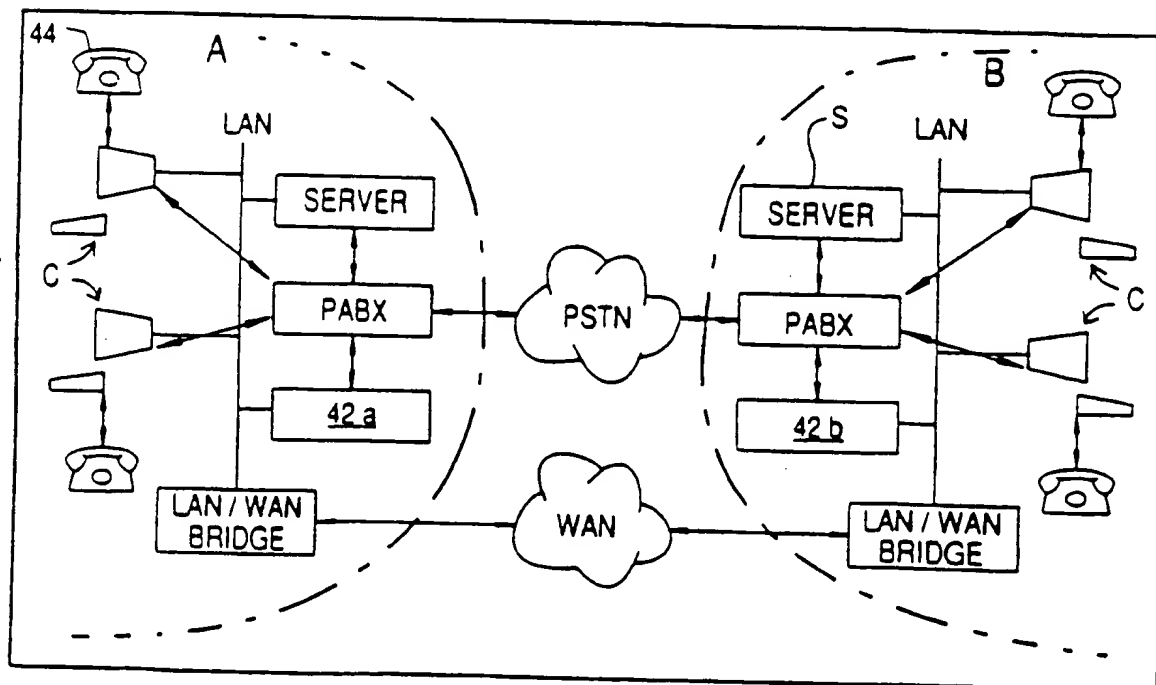 44
A
B
LAN
S
LAN
SERVER
SERVER
C
C
PABX
PSTN
PABX
42 a
42 b
LAN / WAN
BRIDGE
WAN
LAN / WAN
BRIDGE